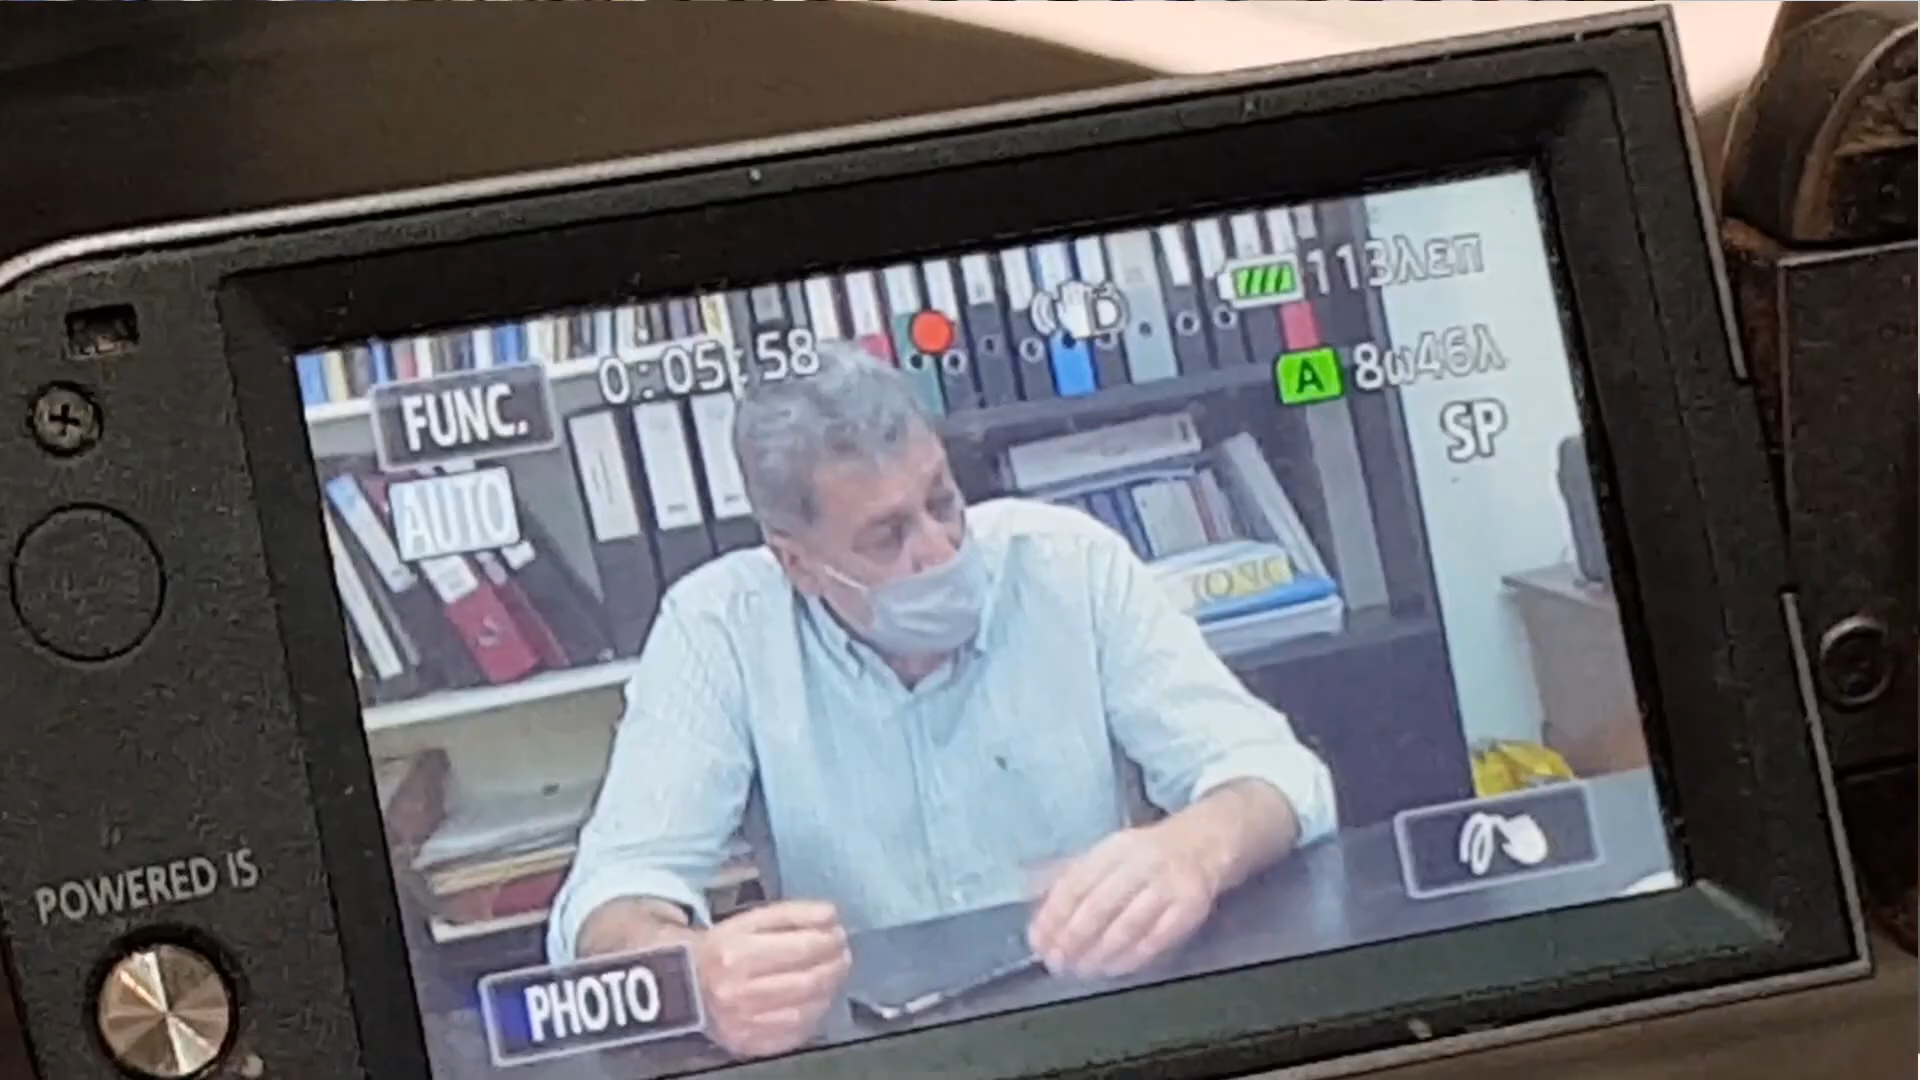 113λεπ
0:05:58
A 8ω46λ
FUNC.
SP
AUTO
POWERED IS
PHOTO